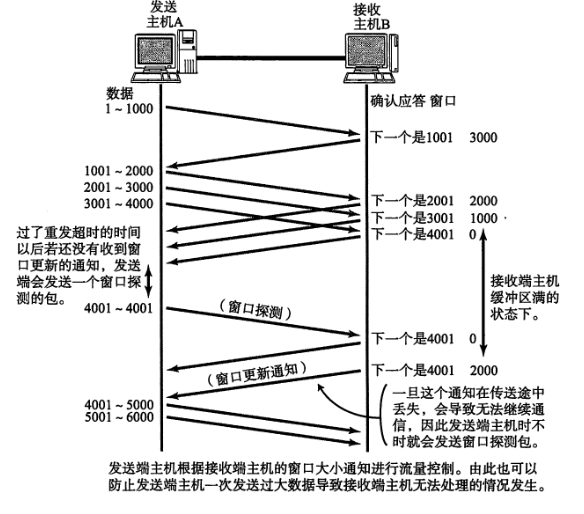 发送
主机A
接收
主机B
数据
确认应答 窗口
1～1000
下一个是1001 3000
1001～2000
2001～3000
3001～4000
下一个是2001 2000
下一个是3001 1000
下一个是4001 0
过了重发超时的时间
以后若还没有收到窗
口更新的通知，发送
端会发送一个窗口探
测的包。
接收端主机
缓冲区满的
状态下。
4001～4001
（窗口探测）
下一个是4001 0
下一个是4001 2000
（窗口更新通知）
一旦这个通知在传送途中
丢失，会导致无法继续通
信，因此发送端主机时不
时就会发送窗口探测包。
4001～5000
5001～6000
发送端主机根据接收端主机的窗口大小通知进行流量控制。由此也可以
防止发送端主机一次发送过大数据导致接收端主机无法处理的情况发生。